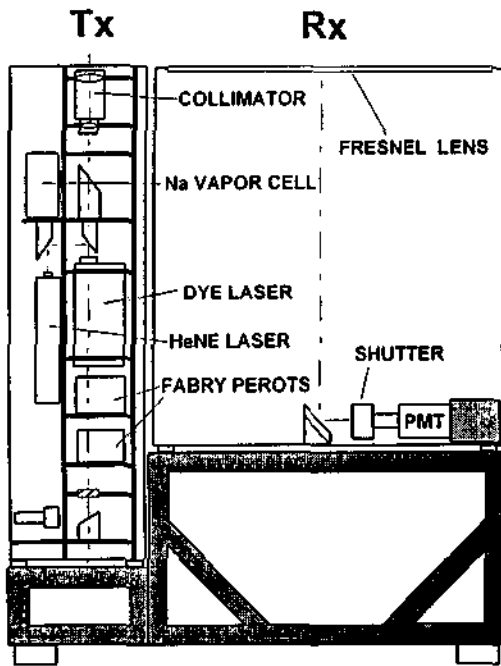 Tx
Rx
COLLIMATOR
FRESNEL LENS
Na VAPOR CELL
DYE LASER
HeNE LASER
SHUTTER
FABRY PEROTS
PMT